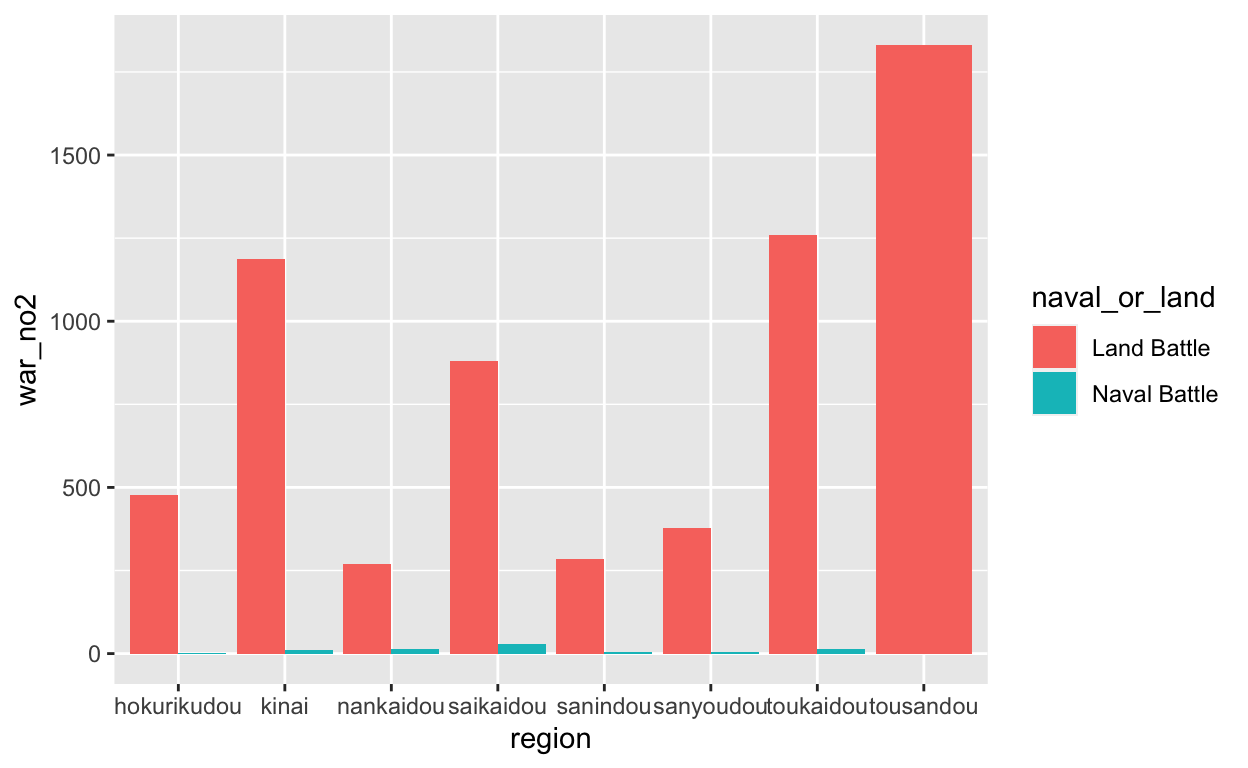 war_no2
1500
1000
500
0
hokurikudou kinai nankaidou saikaidou sanindou sanyoudou toukaidou tousandou
region
naval_or_land
Land Battle
Naval Battle